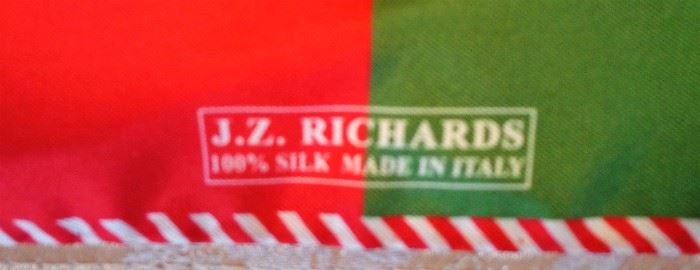 J.Z. RICHARDS
100% SILK MADE IN ITALY